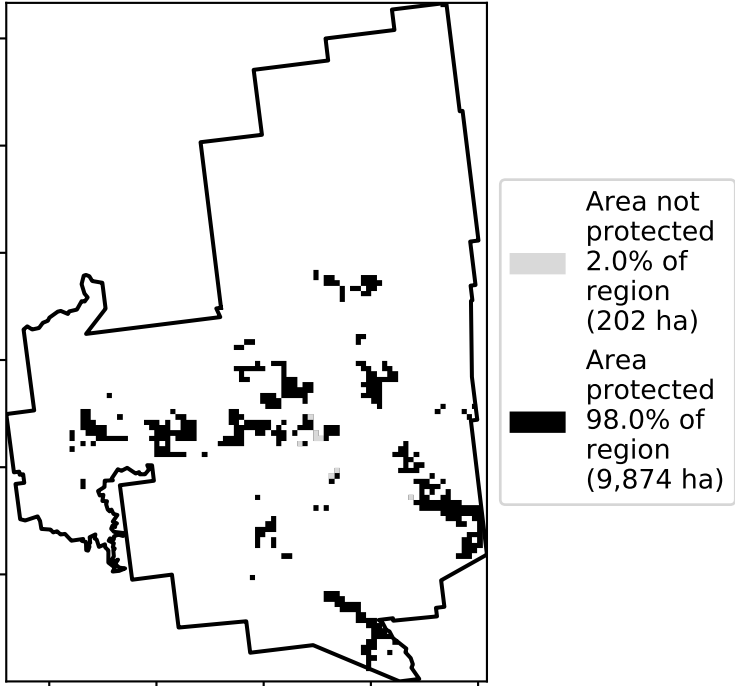 Area not
protected
2.0% of
region
(202 ha)
Area
protected
98.0% of
region
(9,874 ha)